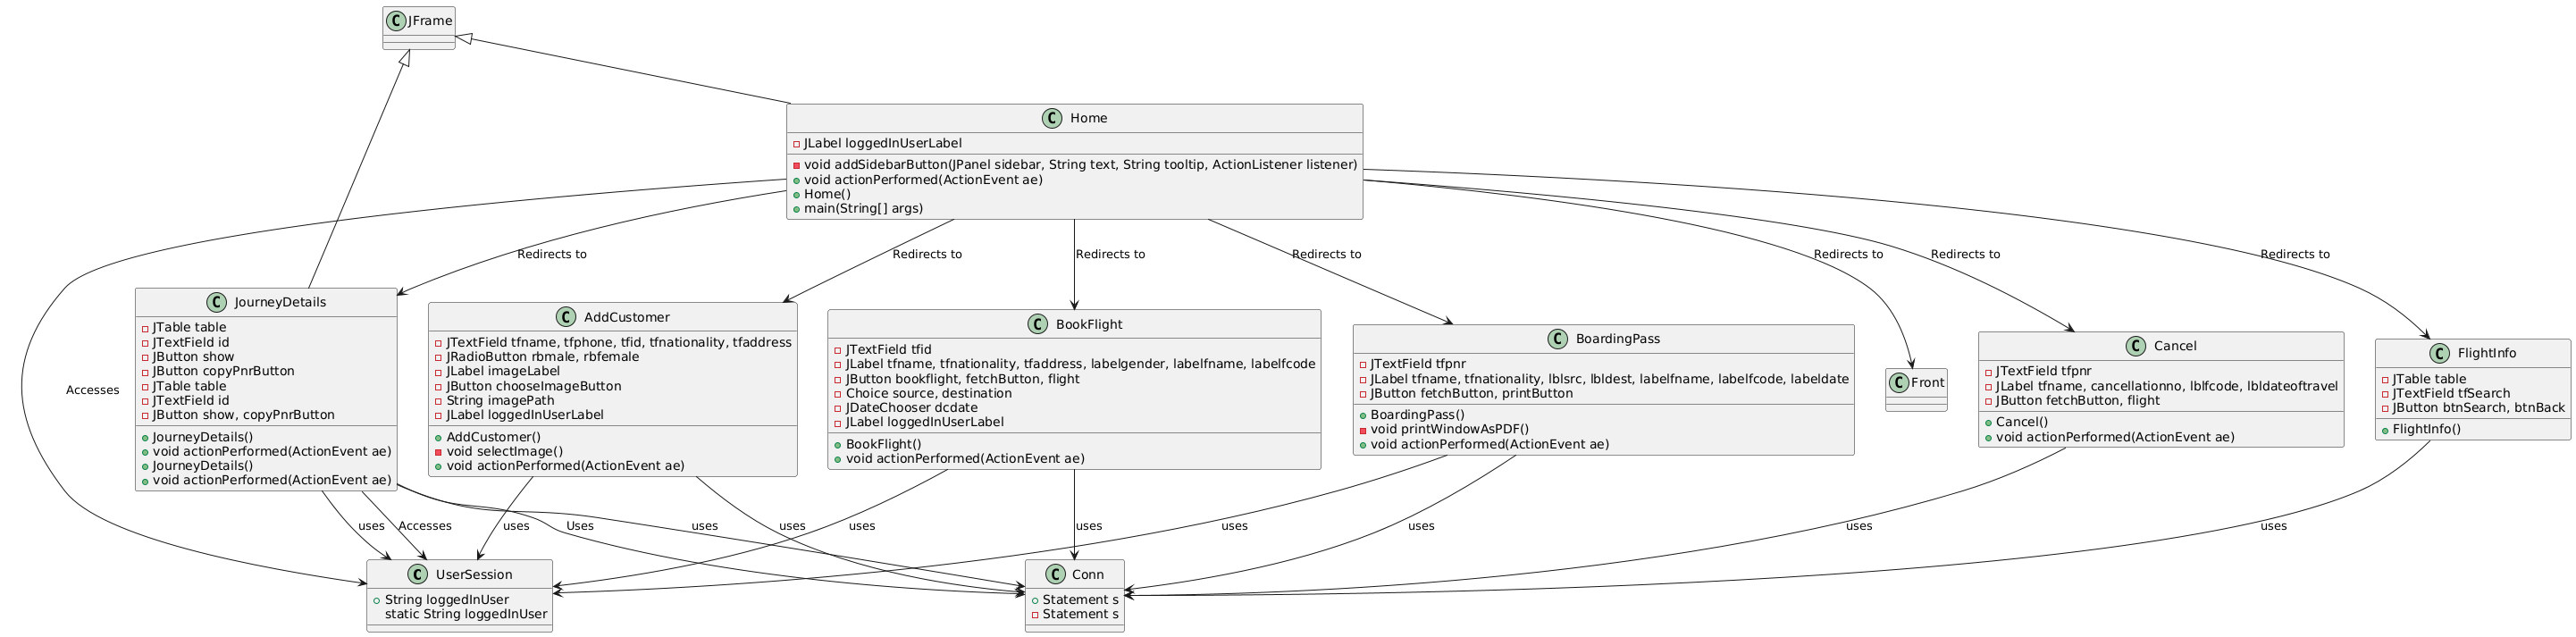 C JFrame
C Home
JLabel loggedInUserLabel
void addSidebarButton(JPanel sidebar, String text, String tooltip, ActionListener listener)
void actionPerformed(ActionEvent ae)
Home()
main(String[] args)
Redirects to
Redirects to
Redirects to
Redirects to
Redirects to
Redirects to
Redirects to
Accesses
C JourneyDetails
JTable table
JTextField id
JButton show
JButton copyPnrButton
JTable table
JTextField id
JButton show, copyPnrButton
JourneyDetails()
void actionPerformed(ActionEvent ae)
JourneyDetails()
void actionPerformed(ActionEvent ae)
C AddCustomer
JTextField tfname, tfphone, tfid, tfnationality, tfaddress
JRadioButton rbmale, rbfemale
JLabel imageLabel
JButton chooseImageButton
String imagePath
JLabel loggedInUserLabel
AddCustomer()
void selectImage()
void actionPerformed(ActionEvent ae)
C BookFlight
JTextField tfid
JLabel tfname, tfnationality, tfaddress, labelgender, labelfname, labelfcode
JButton bookflight, fetchButton, flight
Choice source, destination
JDateChooser dcdate
JLabel loggedInUserLabel
BookFlight()
void actionPerformed(ActionEvent ae)
C BoardingPass
JTextField tfpnr
JLabel tfname, tfnationality, lblsrc, lbldest, labelfname, labelfcode, labeldate
JButton fetchButton, printButton
BoardingPass()
void printWindowAsPDF()
void actionPerformed(ActionEvent ae)
C Front
C Cancel
JTextField tfpnr
JLabel tfname, cancellationno, lblfcode, lbldateoftravel
JButton fetchButton, flight
Cancel()
void actionPerformed(ActionEvent ae)
C FlightInfo
JTable table
JTextField tfSearch
JButton btnSearch, btnBack
FlightInfo()
uses
Accesses
uses
Uses
uses
uses
uses
uses
uses
uses
uses
uses
C UserSession
String loggedInUser
static String loggedInUser
C Conn
Statement s
Statement s